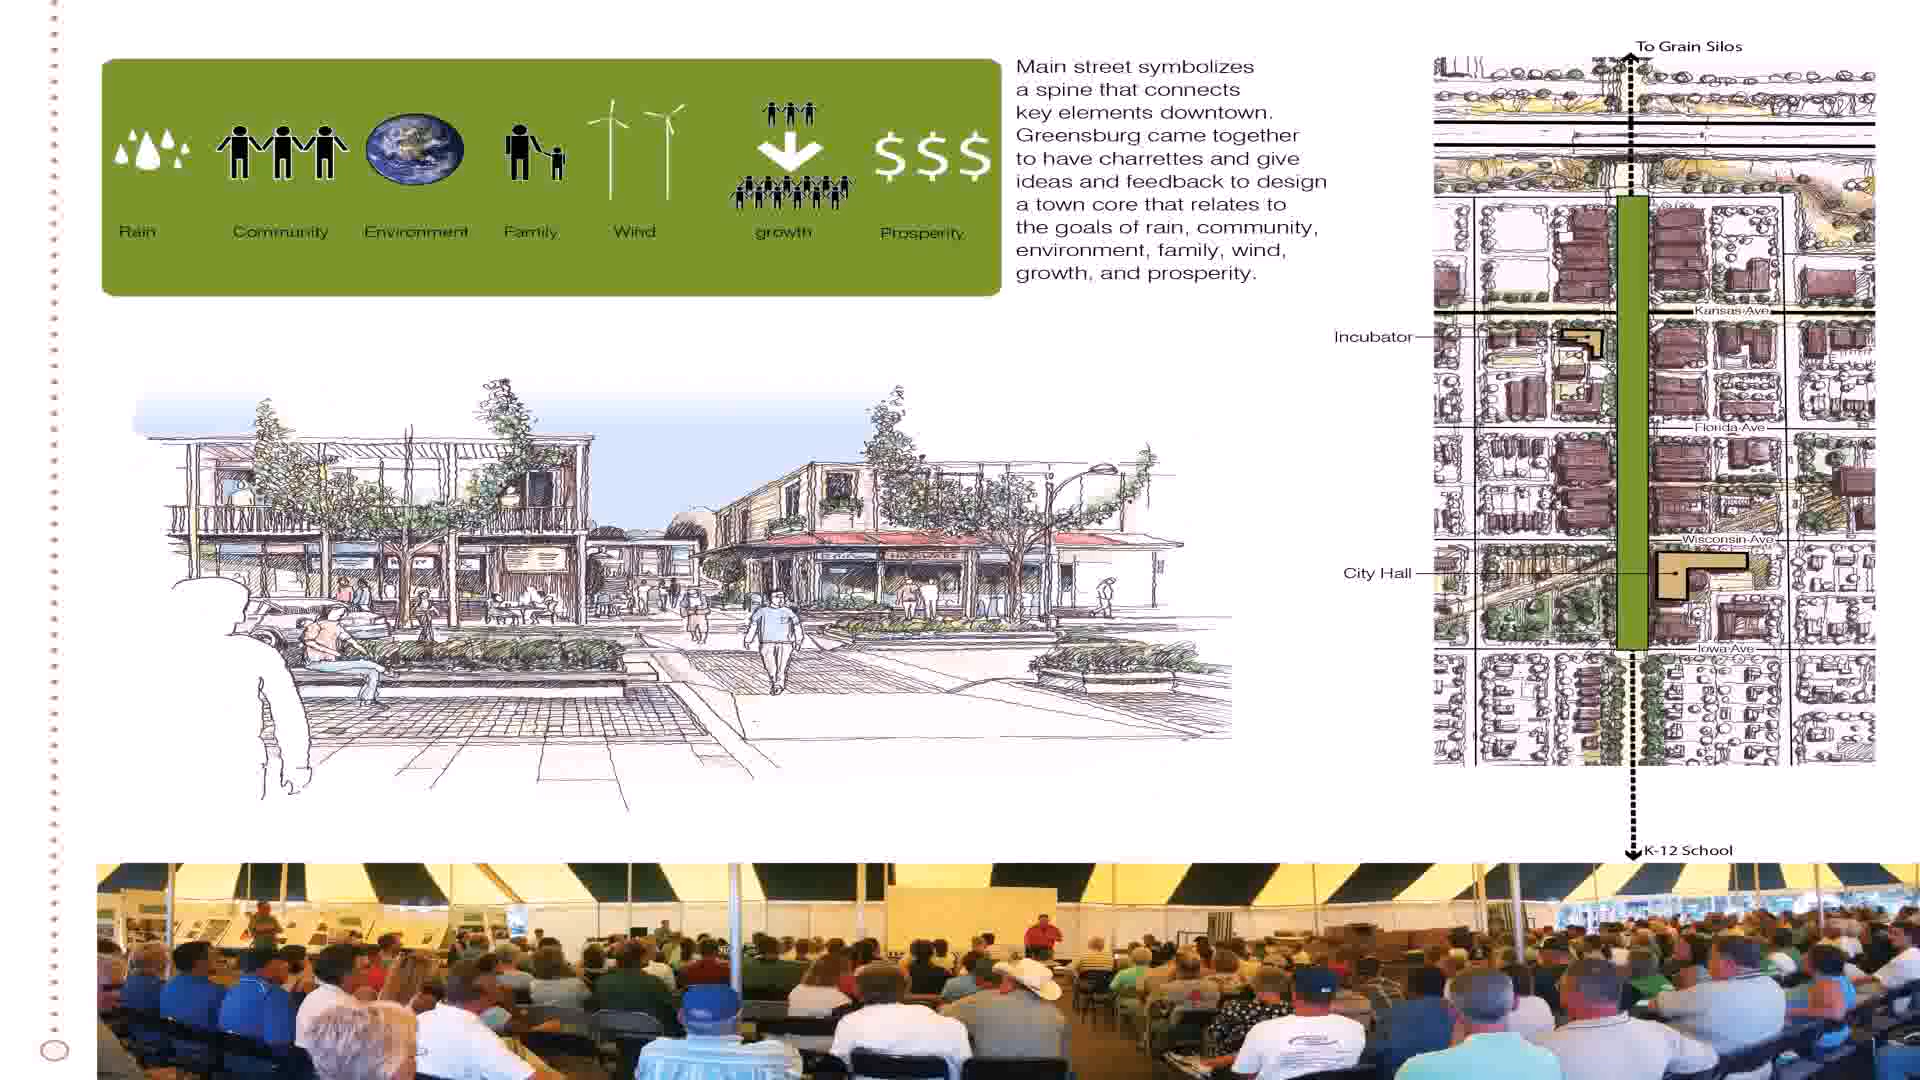 $$$
Rain
Community
Environment
Family
Wind
growth
Prosperity
Main street symbolizes
a spine that connects
key elements downtown.
Greensburg came together
to have charrettes and give
ideas and feedback to design
a town core that relates to
the goals of rain, community,
environment, family, wind,
growth, and prosperity.
To Grain Silos
Kansas Ave
Incubator
Florida Ave
Wisconsin Ave
City Hall
Iowa Ave
K-12 School
HARDWARE